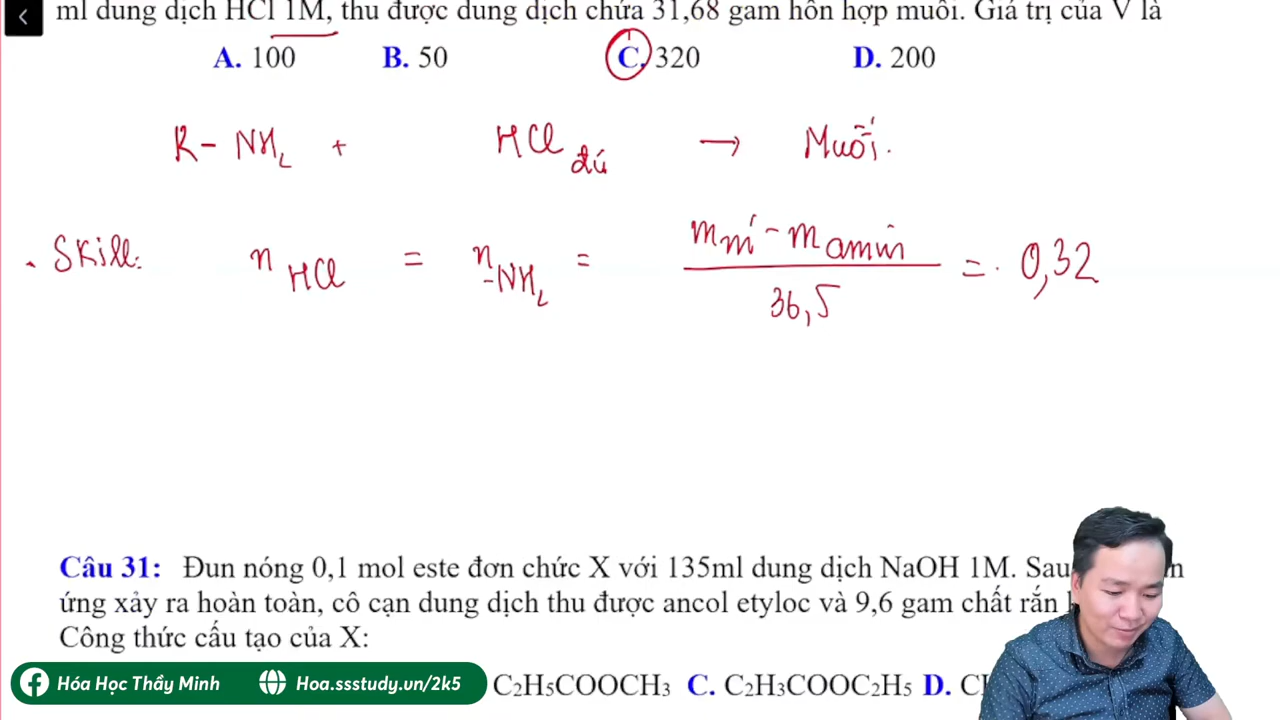 ml dung dịch HCl 1M, thu được dung dịch chứa 31,68 gam hỗn hợp muối. Giá trị của V là
A. 100 B. 50 C. 320 D. 200
R- NH₂ + HCl đủ → Muối.
. Skill: n HCl = n -NH₂ = (m m' - m amin) / 36,5 = 0,32
Câu 31: Đun nóng 0,1 mol este đơn chức X với 135ml dung dịch NaOH 1M. Sau
ứng xảy ra hoàn toàn, cô cạn dung dịch thu được ancol etyloc và 9,6 gam chất rắn
Công thức cấu tạo của X:
Hóa Học Thầy Minh Hoa.ssstudy.vn/2k5 C₂H₅COOCH₃ C. C₂H₃COOC₂H₅ D.